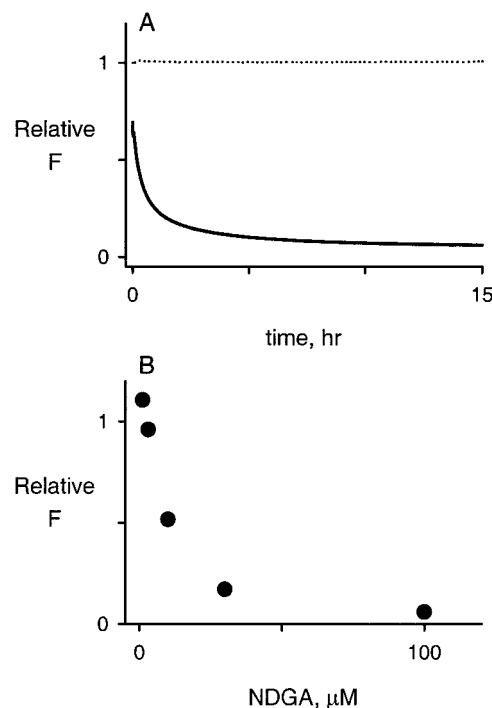 A
1
Relative
F
0
0
15
time, hr
B
1
Relative
F
0
0
100
NDGA, μM